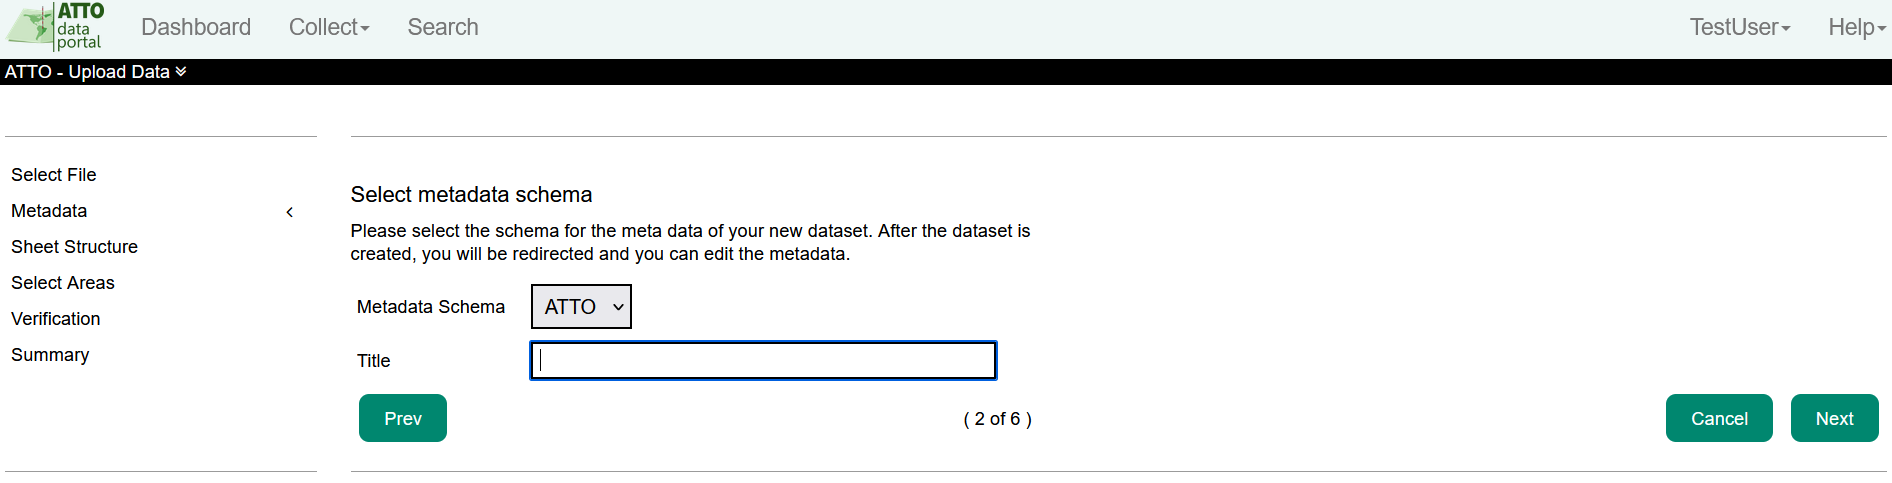 ATTO
data
portal
Dashboard Collect Search TestUser Help
ATTO - Upload Data
Select File
Metadata
Sheet Structure
Select Areas
Verification
Summary
Select metadata schema
Please select the schema for the meta data of your new dataset. After the dataset is
created, you will be redirected and you can edit the metadata.
Metadata Schema ATTO
Title
Prev ( 2 of 6 ) Cancel Next